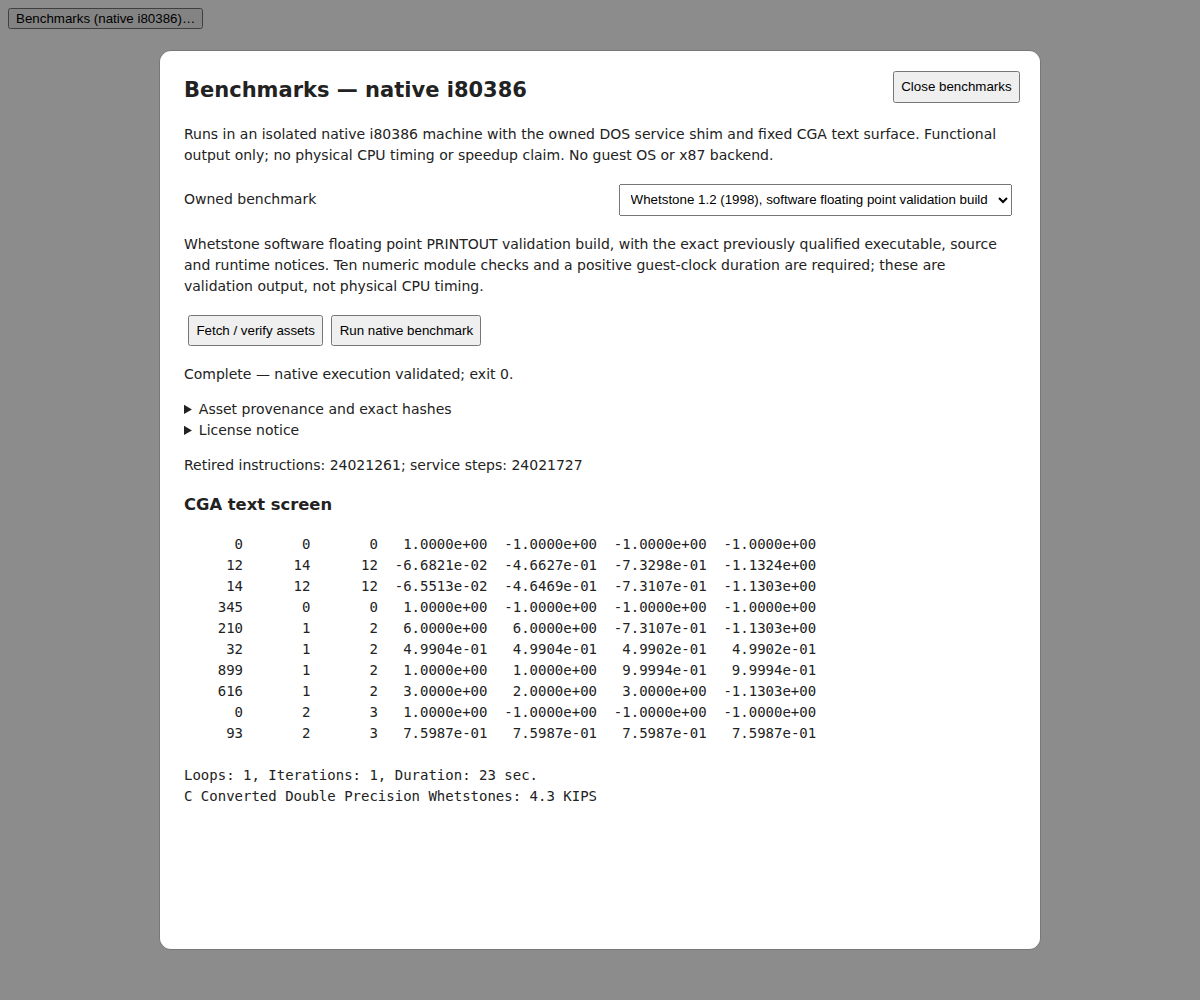 Benchmarks (native i80386)…
Benchmarks — native i80386
Close benchmarks
Runs in an isolated native i80386 machine with the owned DOS service shim and fixed CGA text surface. Functional
output only; no physical CPU timing or speedup claim. No guest OS or x87 backend.
Owned benchmark
Whetstone 1.2 (1998), software floating point validation build
Whetstone software floating point PRINTOUT validation build, with the exact previously qualified executable, source
and runtime notices. Ten numeric module checks and a positive guest-clock duration are required; these are
validation output, not physical CPU timing.
Fetch / verify assets
Run native benchmark
Complete — native execution validated; exit 0.
Asset provenance and exact hashes
License notice
Retired instructions: 24021261; service steps: 24021727
CGA text screen
0 0 0 1.0000e+00 -1.0000e+00 -1.0000e+00 -1.0000e+00
12 14 12 -6.6821e-02 -4.6627e-01 -7.3298e-01 -1.1324e+00
14 12 12 -6.5513e-02 -4.6469e-01 -7.3107e-01 -1.1303e+00
345 0 0 1.0000e+00 -1.0000e+00 -1.0000e+00 -1.0000e+00
210 1 2 6.0000e+00 6.0000e+00 -7.3107e-01 -1.1303e+00
32 1 2 4.9904e-01 4.9904e-01 4.9902e-01 4.9902e-01
899 1 2 1.0000e+00 1.0000e+00 9.9994e-01 9.9994e-01
616 1 2 3.0000e+00 2.0000e+00 3.0000e+00 -1.1303e+00
0 2 3 1.0000e+00 -1.0000e+00 -1.0000e+00 -1.0000e+00
93 2 3 7.5987e-01 7.5987e-01 7.5987e-01 7.5987e-01
Loops: 1, Iterations: 1, Duration: 23 sec.
C Converted Double Precision Whetstones: 4.3 KIPS